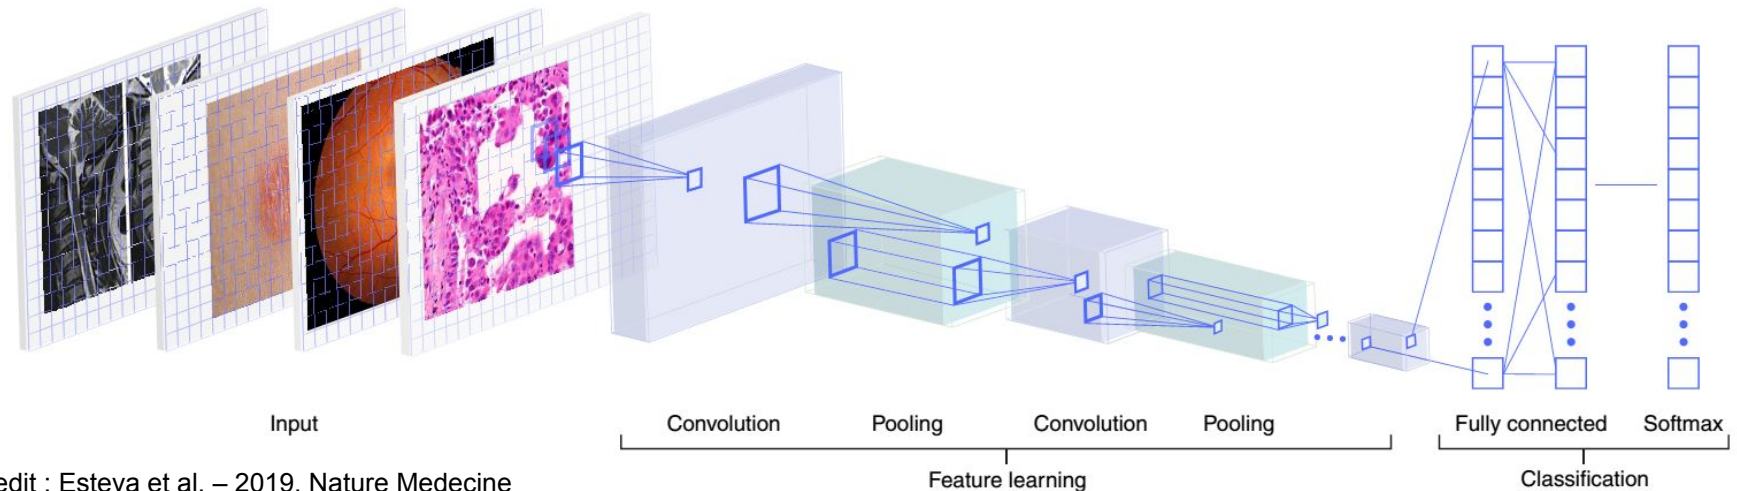 Input
Convolution Pooling Convolution Pooling
Fully connected Softmax
Feature learning
Classification
edit : Esteva et al. – 2019. Nature Medecine